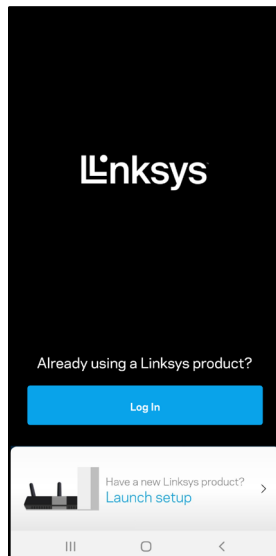 Linksys
Already using a Linksys product?
Log In
Have a new Linksys product?
Launch setup